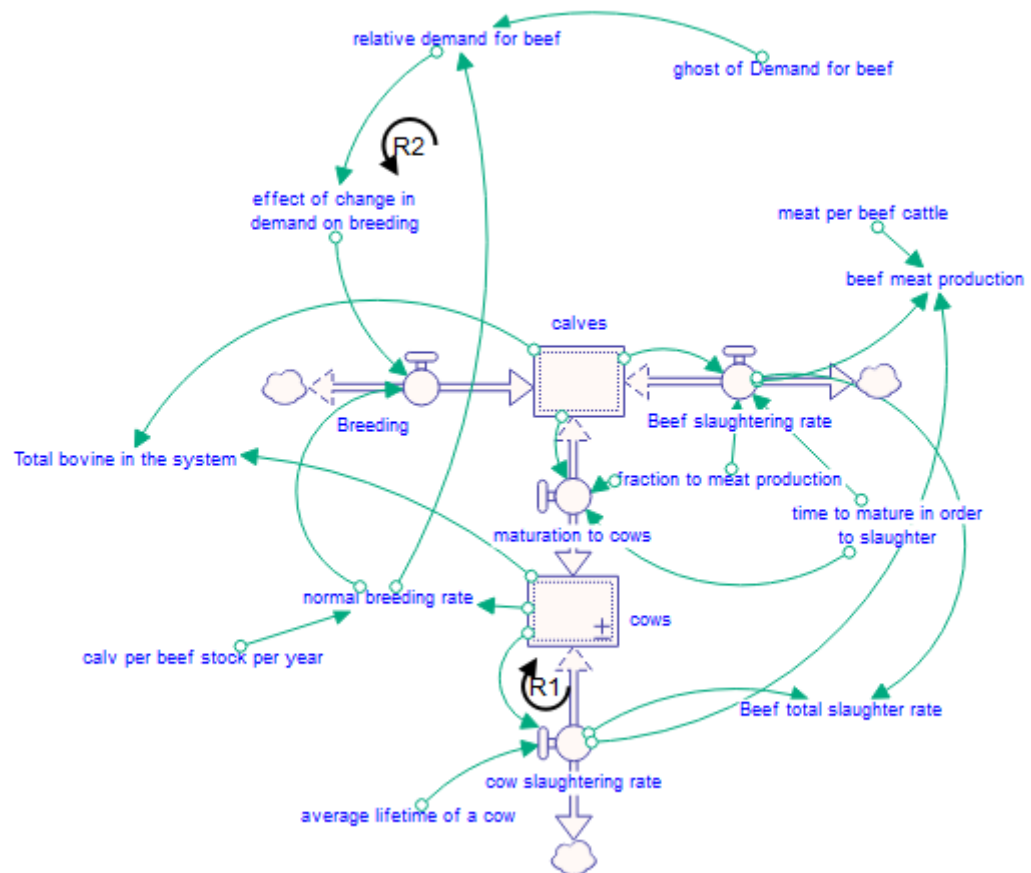 relative demand for beef
ghost of Demand for beef
R2
effect of change in
demand on breeding
meat per beef cattle
beef meat production
calves
Breeding
Beef slaughtering rate
Total bovine in the system
fraction to meat production
time to mature in order
to slaughter
maturation to cows
normal breeding rate
cows
calv per beef stock per year
R1
Beef total slaughter rate
cow slaughtering rate
average lifetime of a cow